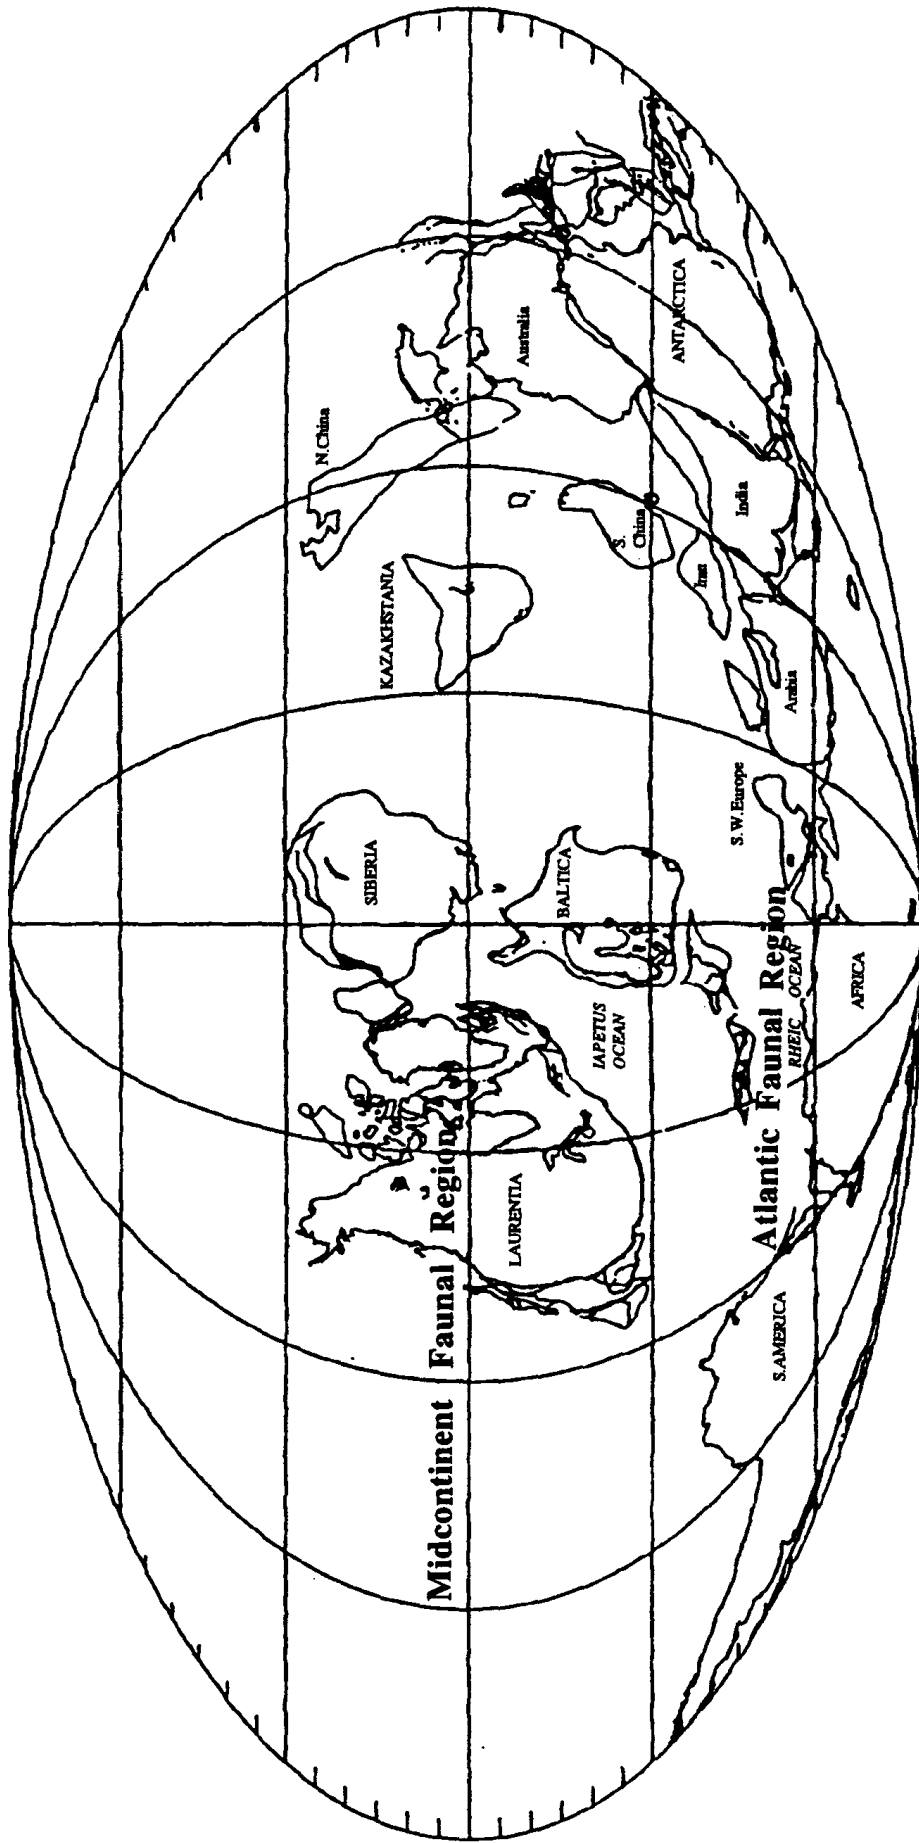 N.China
KAZAKHSTANIA
SIBERIA
Midcontinent Faunal Region
Australia
LAURENTIA
BALTICA
S.
China
IAPETUS
OCEAN
ANTARCTICA
Iran
India
S.W.Europe
Arabia
Atlantic Faunal Region
S.AMERICA
RHEIC OCEAN
AFRICA